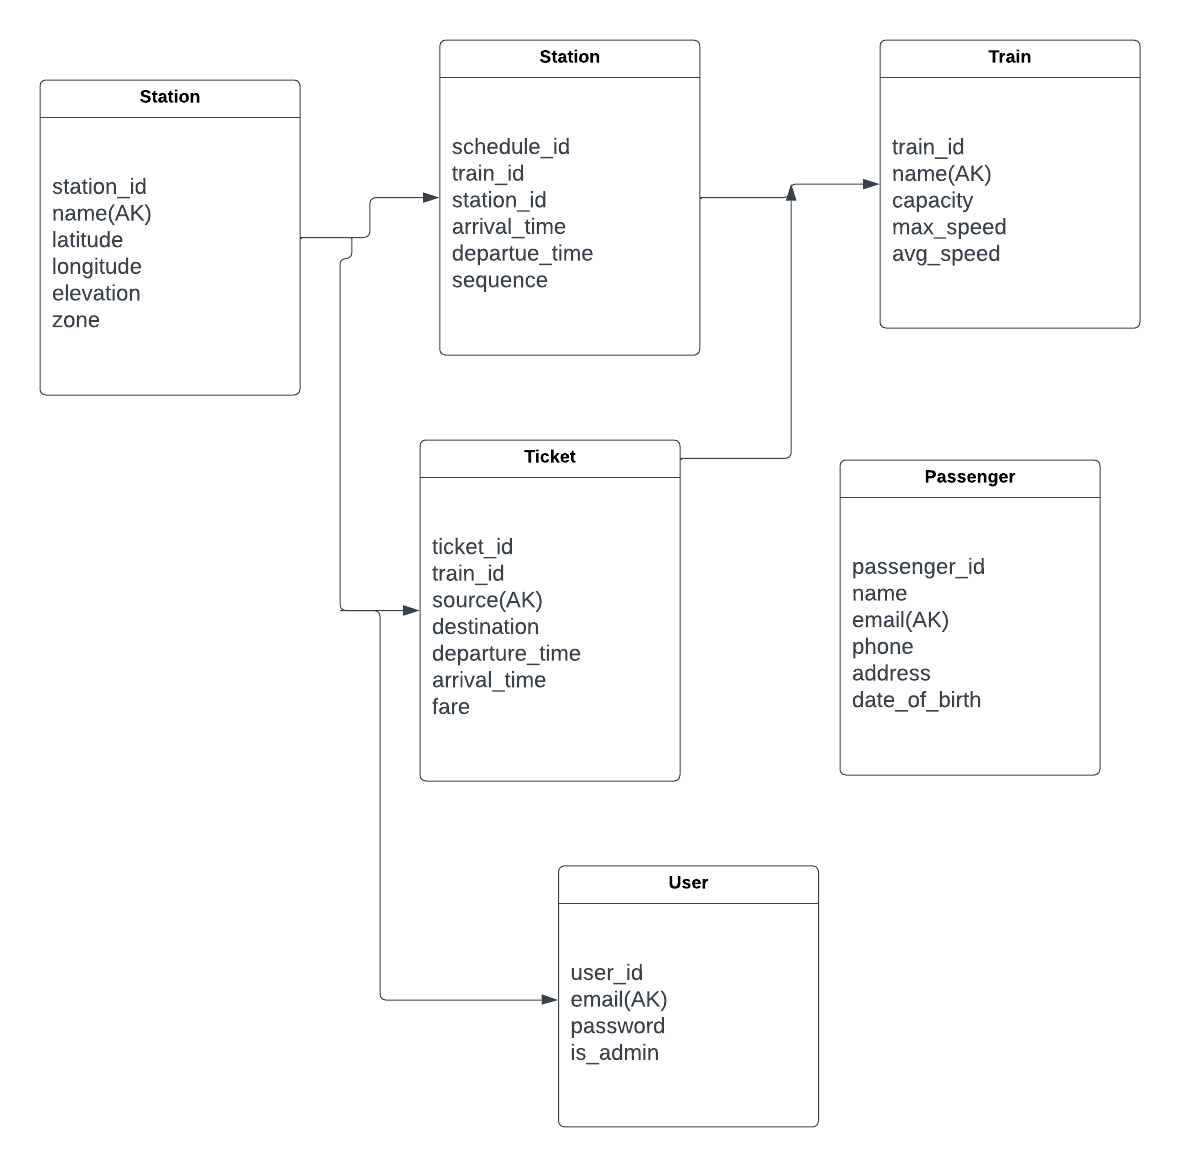 Station
station_id
name(AK)
latitude
longitude
elevation
zone
Station
schedule_id
train_id
station_id
arrival_time
departue_time
sequence
Train
train_id
name(AK)
capacity
max_speed
avg_speed
Ticket
ticket_id
train_id
source(AK)
destination
departure_time
arrival_time
fare
Passenger
passenger_id
name
email(AK)
phone
address
date_of_birth
User
user_id
email(AK)
password
is_admin